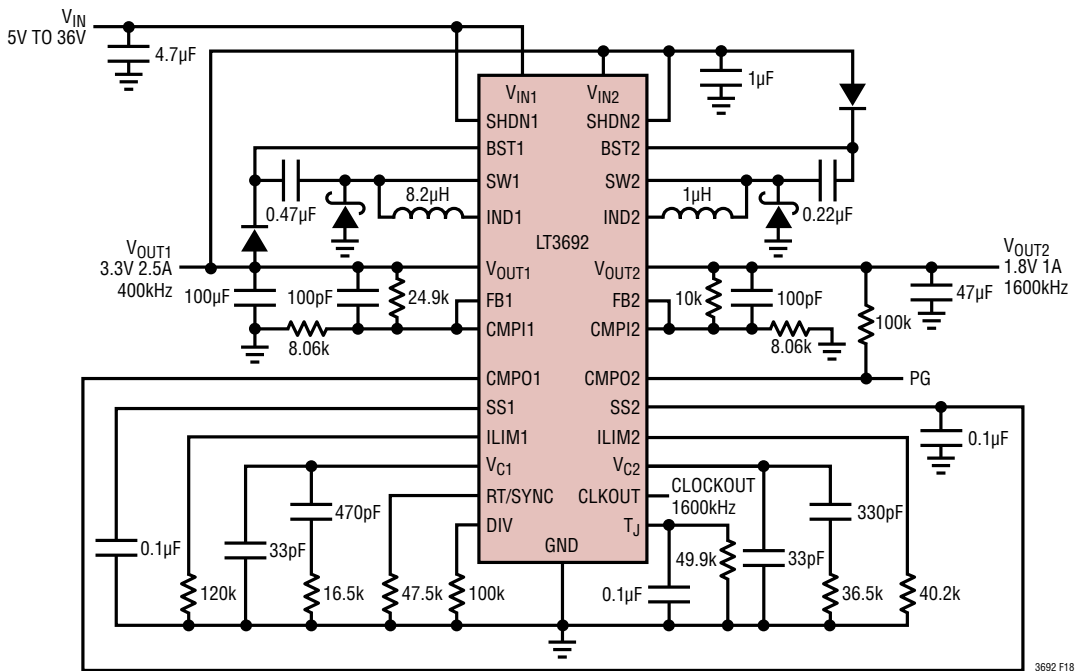 V_IN
5V TO 36V
4.7µF
1µF
V_IN1 V_IN2
SHDN1 SHDN2
BST1 BST2
SW1 SW2
0.47µF 8.2µH 1µH 0.22µF
IND1 IND2
LT3692
V_OUT1
3.3V 2.5A
400kHz
V_OUT1 V_OUT2
V_OUT2
1.8V 1A
1600kHz
100µF 100pF 24.9k
FB1 FB2
10k 100pF 47µF
8.06k CMPI1 CMPI2 8.06k
100k
CMPO1 CMPO2 PG
SS1 SS2
0.1µF
ILIM1 ILIM2
V_C1 V_C2
RT/SYNC CLKOUT
CLOCKOUT
1600kHz
470pF 330pF
DIV T_J
GND
0.1µF 33pF 49.9k 33pF
120k 16.5k 47.5k 100k 0.1µF 36.5k 40.2k
3692 F18